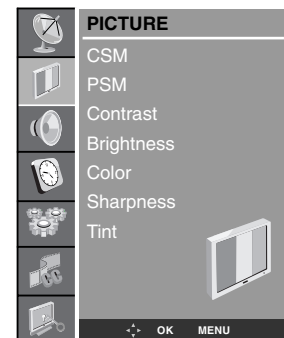 PICTURE
CSM
PSM
Contrast
Brightness
Color
Sharpness
Tint
OK MENU